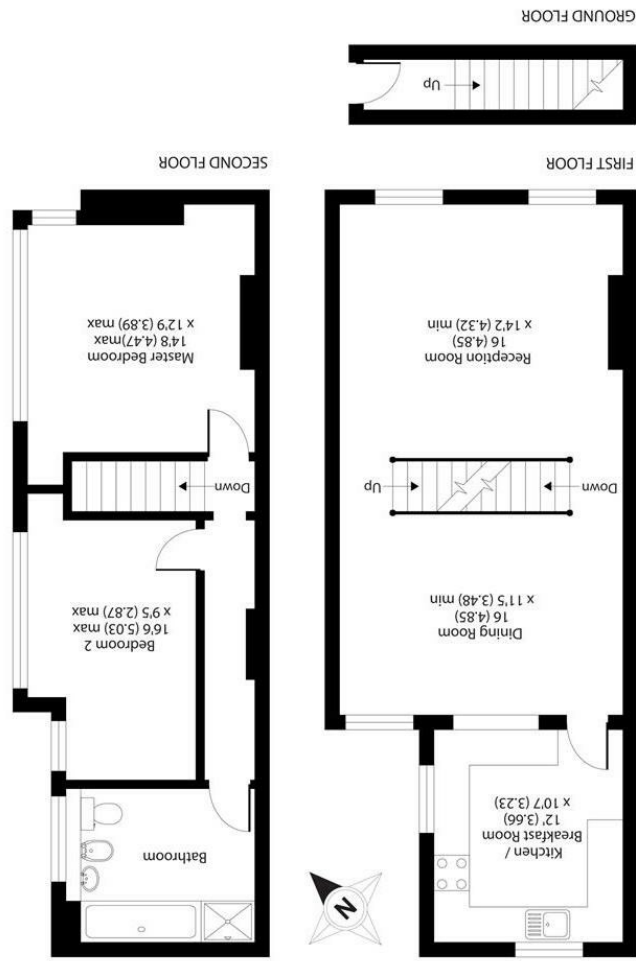 GROUND FLOOR
Up
FIRST FLOOR
Reception Room
16 (4.85)
x 14'2 (4.32) min
Down
Up
Dining Room
16 (4.85)
x 11'5 (3.48) min
Kitchen /
Breakfast Room
12' (3.66)
x 10'7 (3.23)
SECOND FLOOR
Master Bedroom
14'8 (4.47)max
x 12'9 (3.89) max
Down
Bedroom 2
16'6 (5.03) max
x 9'5 (2.87) max
Bathroom
N